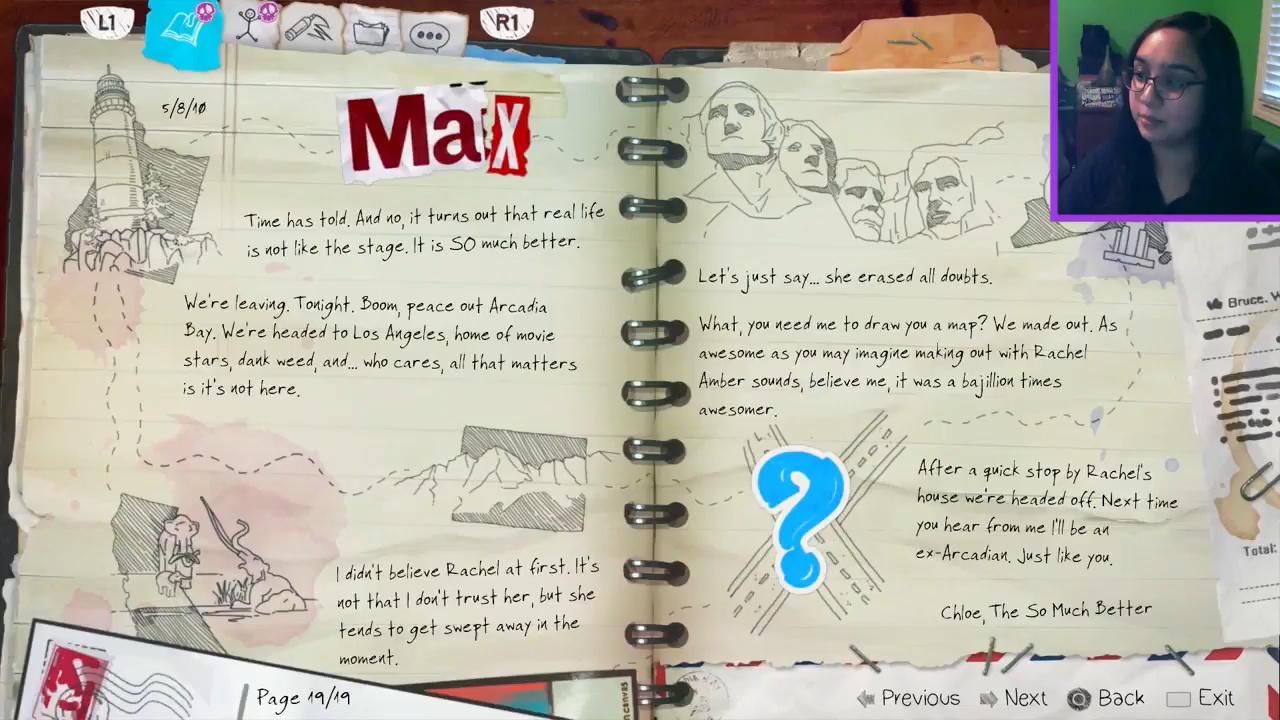 L1
R1
5/8/10
Max
Time has told. And no, it turns out that real life
is not like the stage. It is SO much better.
We're leaving. Tonight. Boom, peace out Arcadia
Bay. We're headed to Los Angeles, home of movie
stars, dank weed, and... who cares, all that matters
is it's not here.
I didn't believe Rachel at first. It's
not that I don't trust her, but she
tends to get swept away in the
moment.
Page 19/19
Let's just say... she erased all doubts.
What, you need me to draw you a map? We made out. As
awesome as you may imagine making out with Rachel
Amber sounds, believe me, it was a bajillion times
awesomer.
?
After a quick stop by Rachel's
house we're headed off. Next time
you hear from me I'll be an
ex-Arcadian. Just like you.
Chloe, The So Much Better
Bruce. W
Total:
Previous
Next
Back
Exit